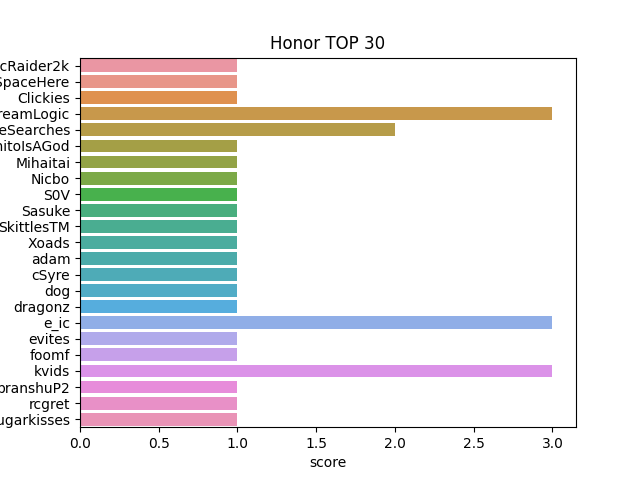 Honor TOP 30
cRaider2k
SpaceHere
Clickies
reamLogic
eSearches
nitoIsAGod
Mihaitai
Nicbo
S0V
Sasuke
SkittlesTM
Xoads
adam
cSyre
dog
dragonz
e_ic
evites
foomf
kvids
pranshuP2
rcgret
ugarkisses
0.0 0.5 1.0 1.5 2.0 2.5 3.0
score